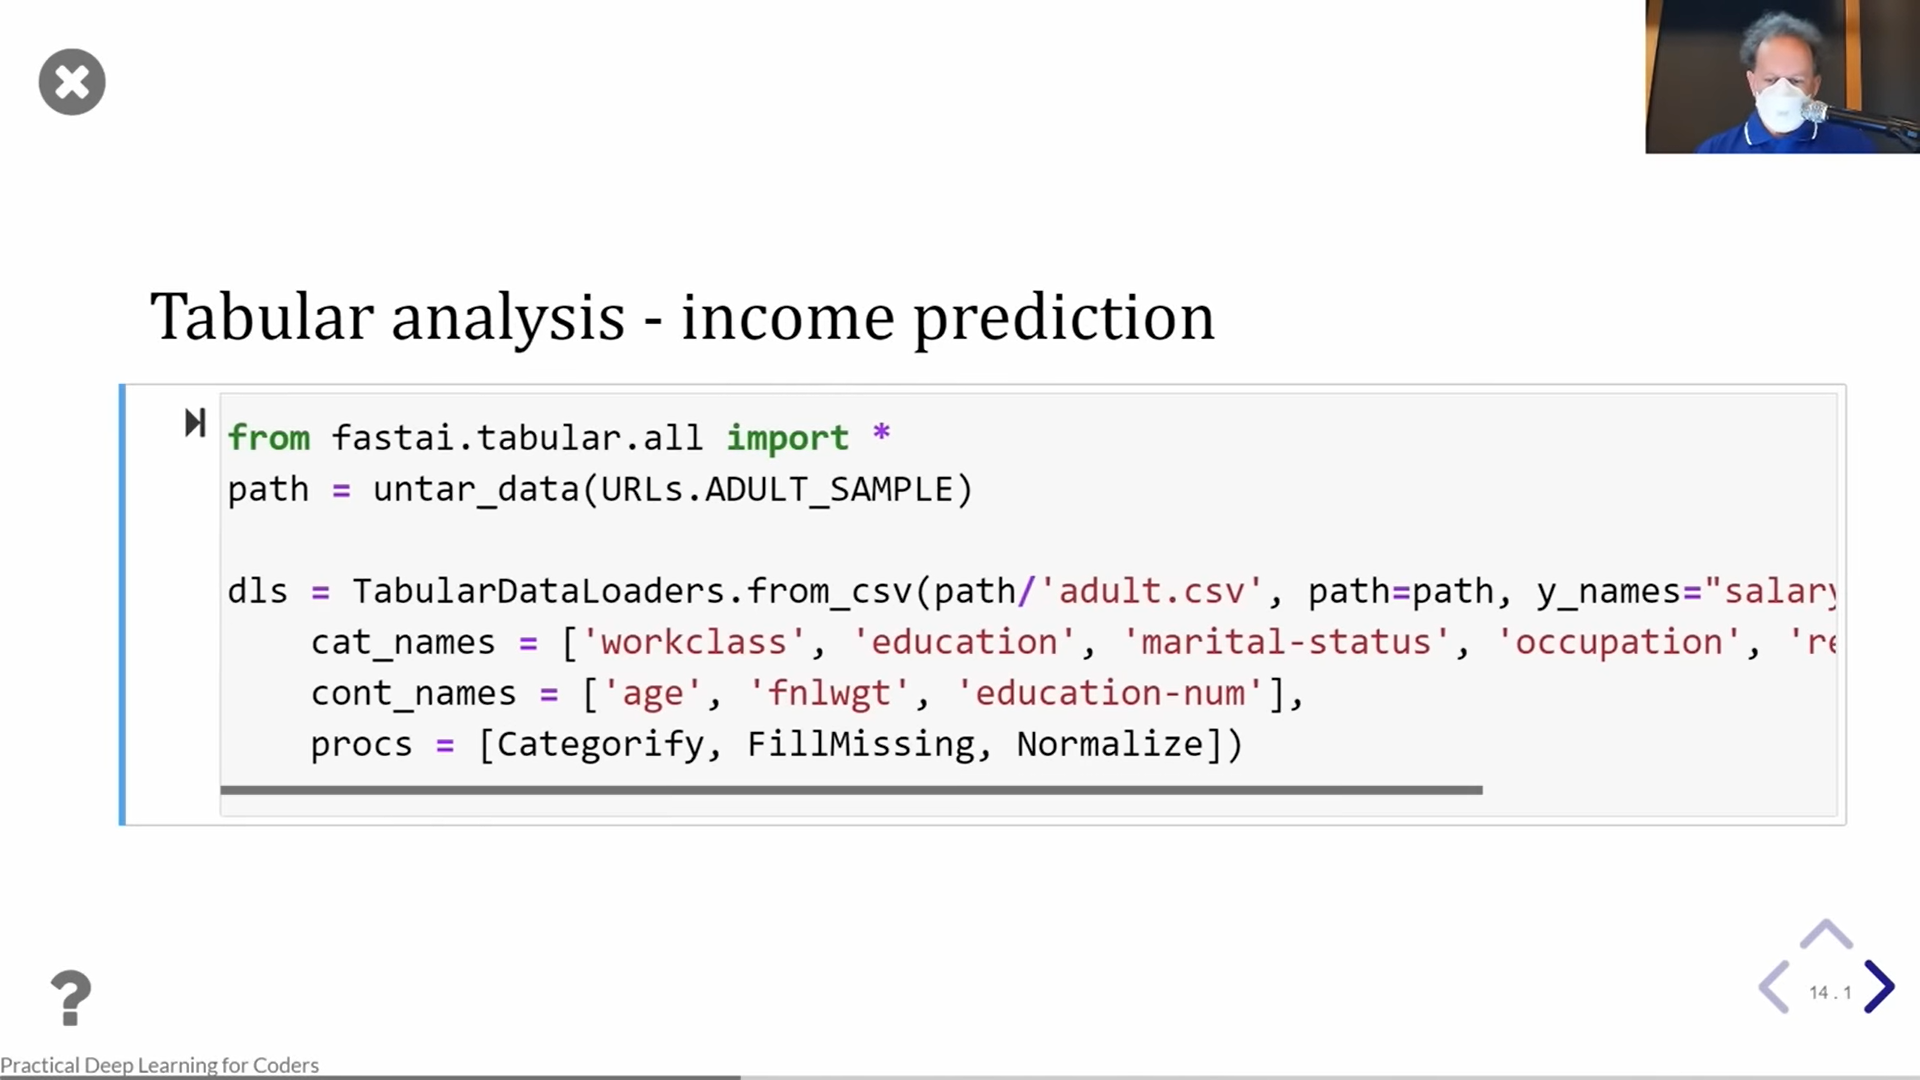 Tabular analysis - income prediction
from fastai.tabular.all import *
path = untar_data(URLs.ADULT_SAMPLE)
dls = TabularDataLoaders.from_csv(path/'adult.csv', path=path, y_names="salary
cat_names = ['workclass', 'education', 'marital-status', 'occupation', 're
cont_names = ['age', 'fnlwgt', 'education-num'],
procs = [Categorify, FillMissing, Normalize])
?
14.1
Practical Deep Learning for Coders